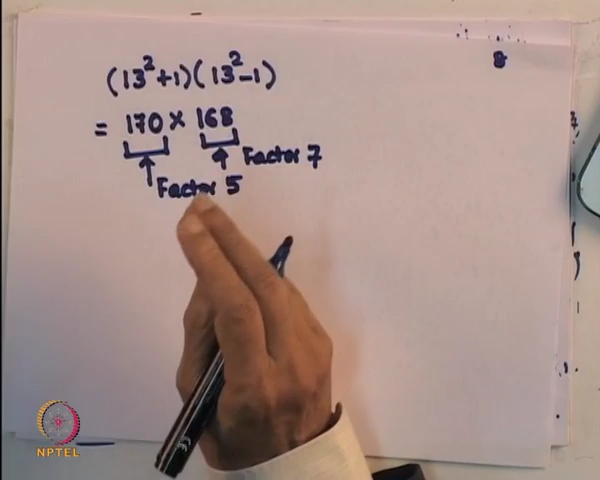 8
(13²+1)(13²-1)
= 170 × 168
Factor 7
Factor 5
NPTEL